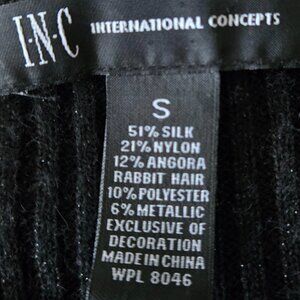 I·N·C INTERNATIONAL CONCEPTS
S
51% SILK
21% NYLON
12% ANGORA
RABBIT HAIR
10% POLYESTER
6% METALLIC
EXCLUSIVE OF
DECORATION
MADE IN CHINA
WPL 8046